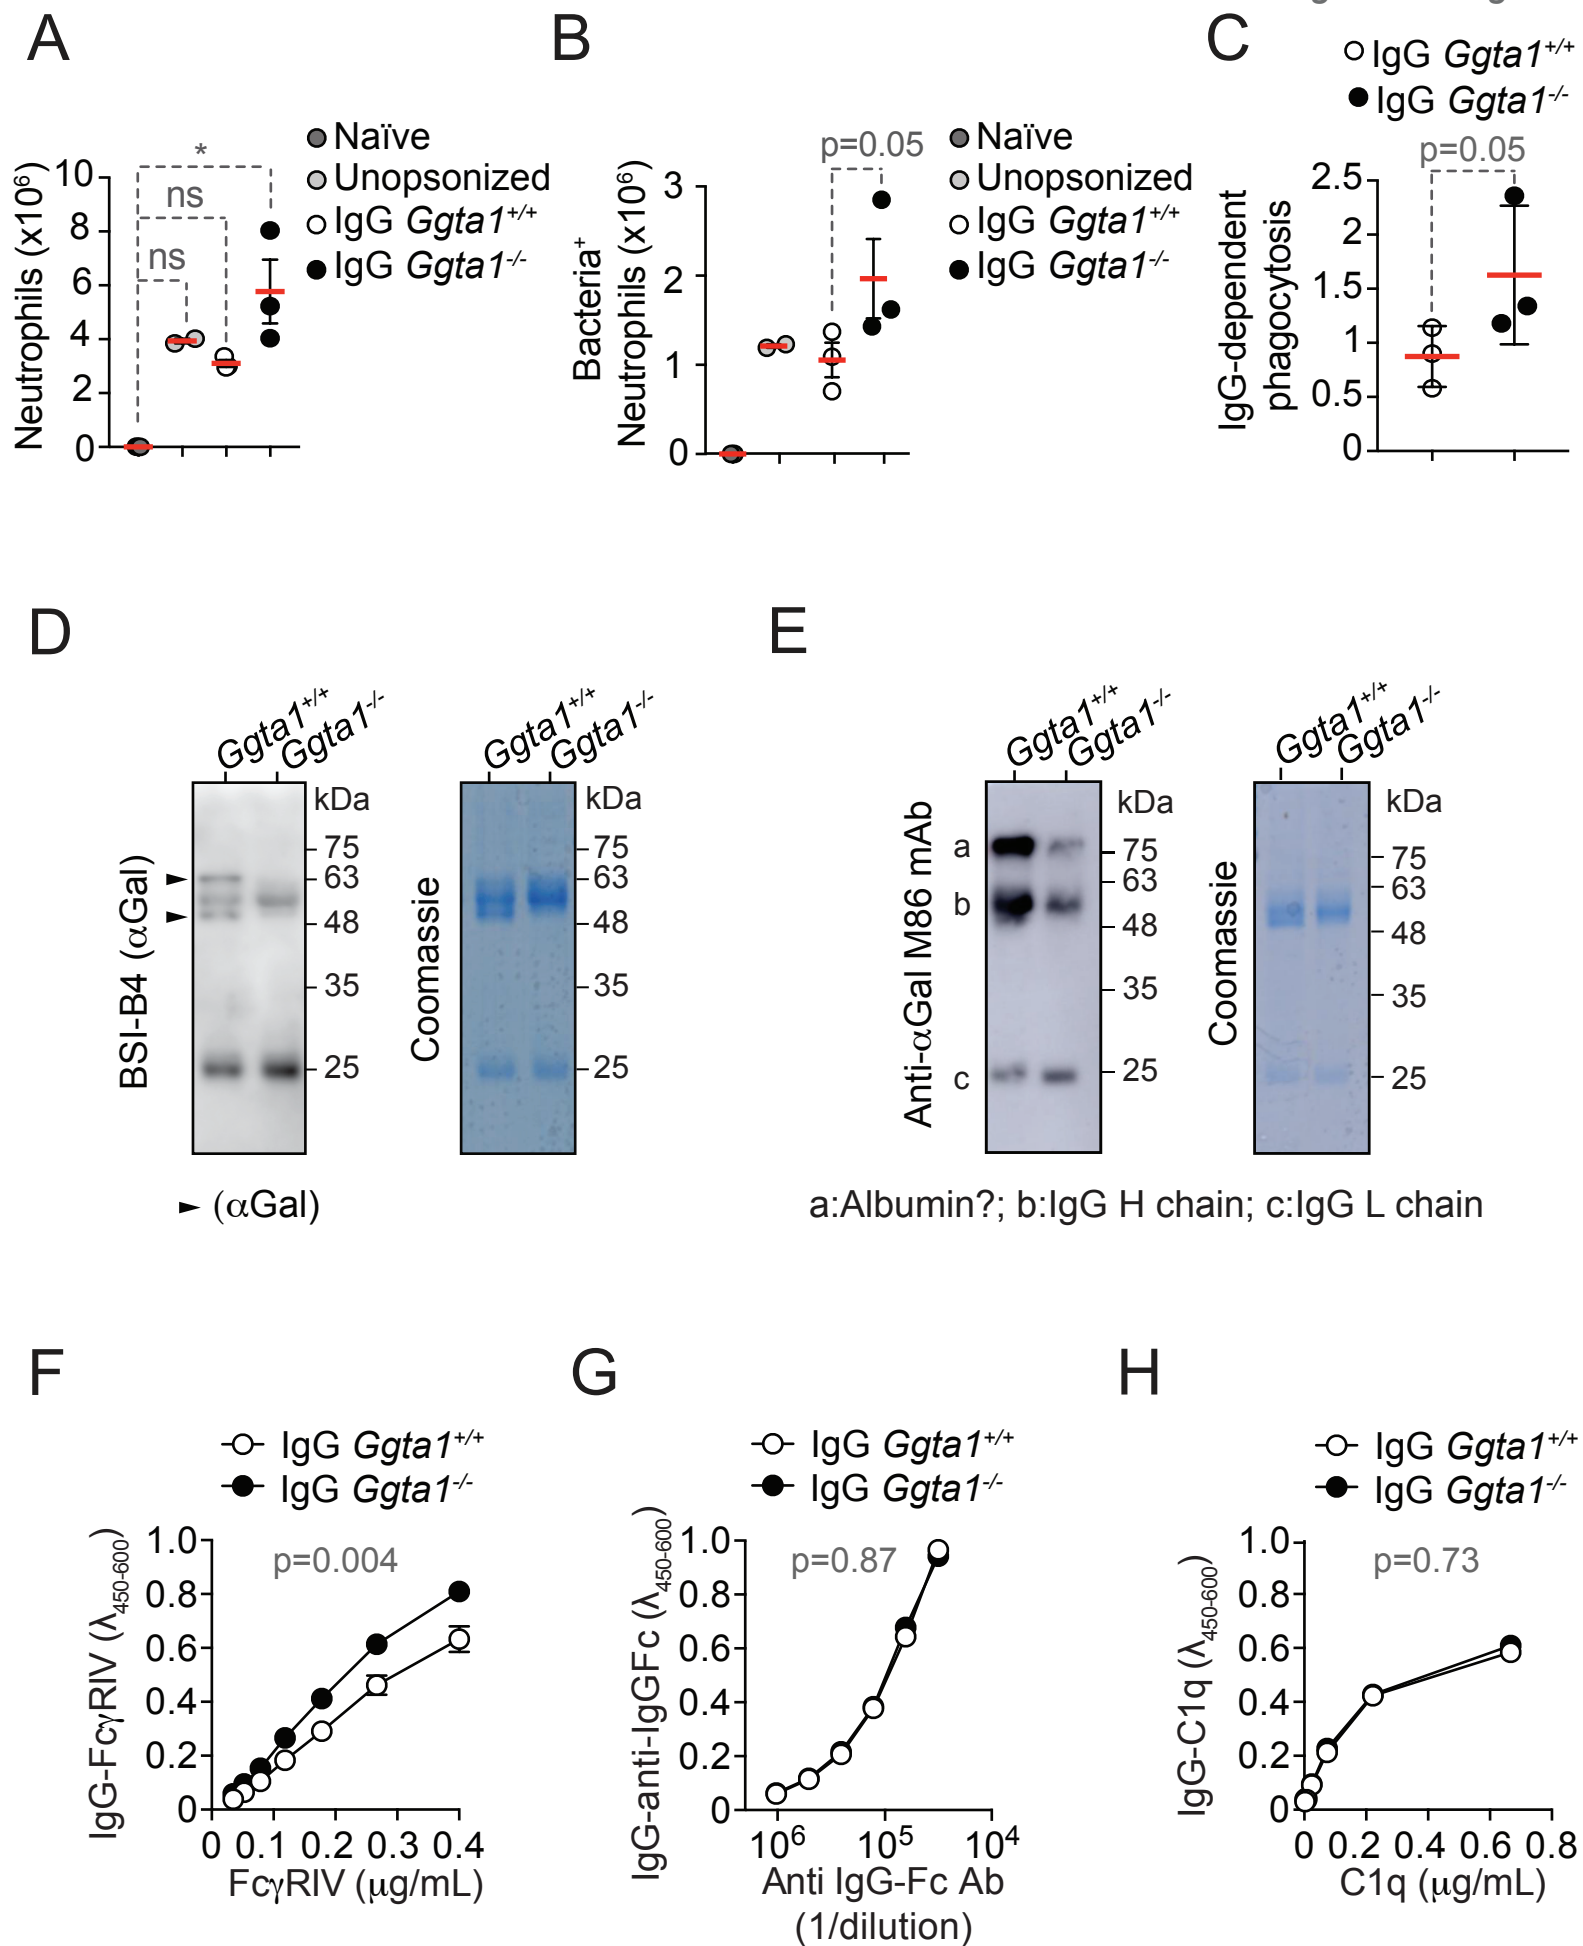 A
Neutrophils (x10⁶)
10
8
6
4
2
0
*
ns
ns
Naïve
Unopsonized
IgG Ggta1+/+
IgG Ggta1-/-
B
Bacteria+
Neutrophils (x10⁶)
3
2
1
0
p=0.05
Naïve
Unopsonized
IgG Ggta1+/+
IgG Ggta1-/-
C
IgG Ggta1+/+
IgG Ggta1-/-
p=0.05
IgG-dependent
phagocytosis
2.5
2
1.5
1
0.5
0
D
Ggta1+/+
Ggta1-/-
BSI-B4 (αGal)
kDa
75
63
48
35
25
Ggta1+/+
Ggta1-/-
Coomassie
kDa
75
63
48
35
25
► (αGal)
E
Ggta1+/+
Ggta1-/-
Anti-αGal M86 mAb
a
b
c
kDa
75
63
48
35
25
Ggta1+/+
Ggta1-/-
Coomassie
kDa
75
63
48
35
25
a:Albumin?; b:IgG H chain; c:IgG L chain
F
IgG Ggta1+/+
IgG Ggta1-/-
p=0.004
IgG-FcγRIV (λ450-600)
1.0
0.8
0.6
0.4
0.2
0
0 0.1 0.2 0.3 0.4
FcγRIV (μg/mL)
G
IgG Ggta1+/+
IgG Ggta1-/-
p=0.87
IgG-anti-IgGFc (λ450-600)
1.0
0.8
0.6
0.4
0.2
0
10⁶ 10⁵ 10⁴
Anti IgG-Fc Ab
(1/dilution)
H
IgG Ggta1+/+
IgG Ggta1-/-
p=0.73
IgG-C1q (λ450-600)
1.0
0.8
0.6
0.4
0.2
0
0 0.2 0.4 0.6 0.8
C1q (μg/mL)